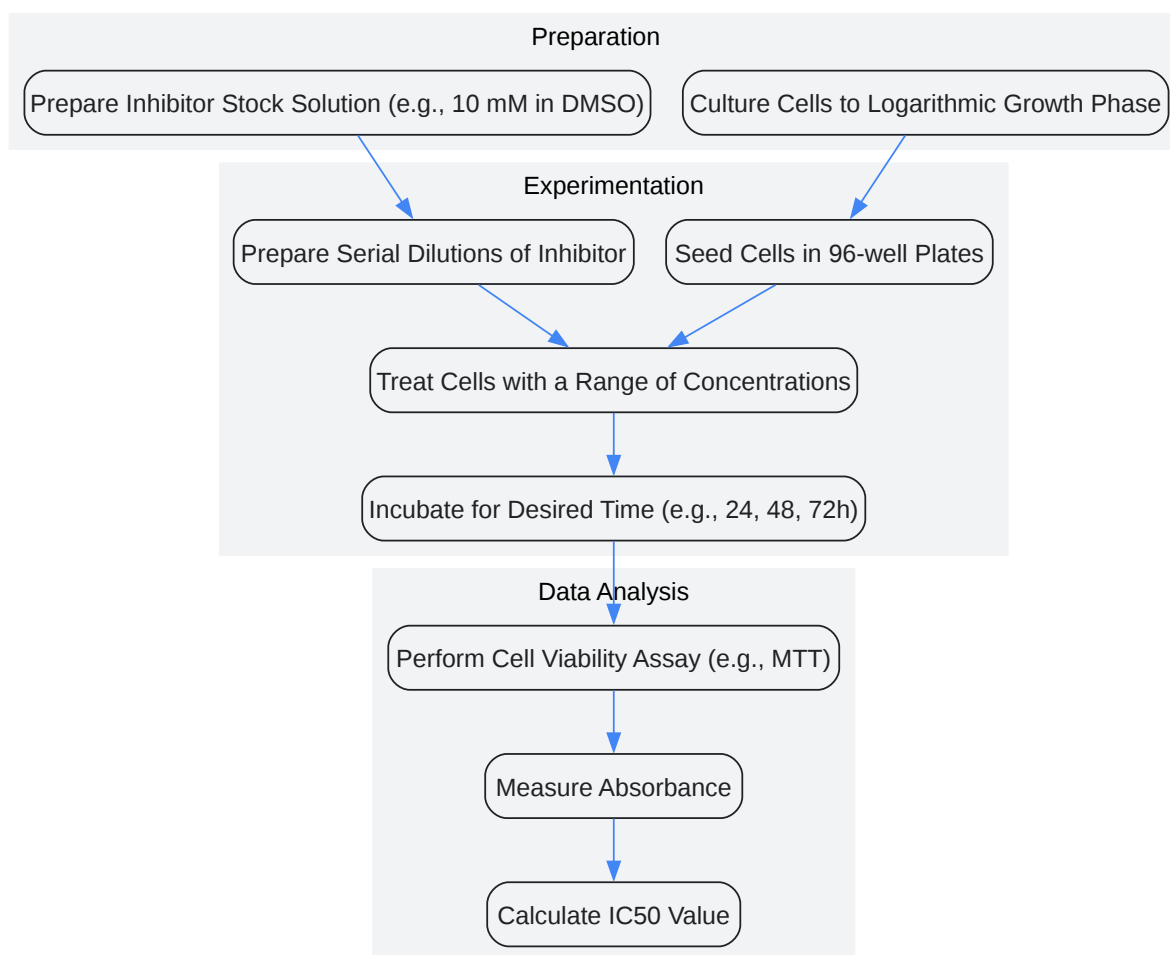 Preparation
Prepare Inhibitor Stock Solution (e.g., 10 mM in DMSO)
Culture Cells to Logarithmic Growth Phase
Experimentation
Prepare Serial Dilutions of Inhibitor
Seed Cells in 96-well Plates
Treat Cells with a Range of Concentrations
Incubate for Desired Time (e.g., 24, 48, 72h)
Data Analysis
Perform Cell Viability Assay (e.g., MTT)
Measure Absorbance
Calculate IC50 Value